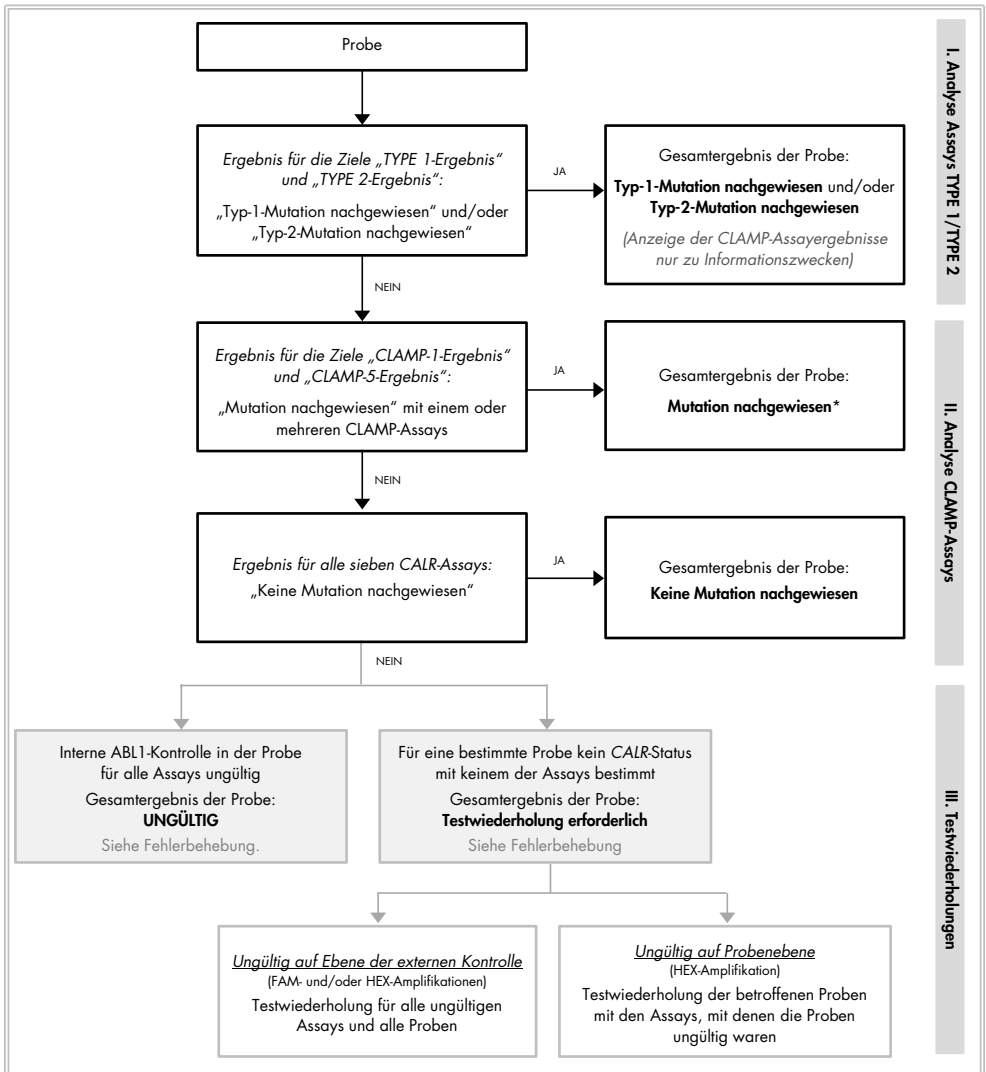 Probe
I. Analyse Assays TYPE 1/TYPE 2
Ergebnis für die Ziele „TYPE 1-Ergebnis“
und „TYPE 2-Ergebnis“:
„Typ-1-Mutation nachgewiesen“ und/oder
„Typ-2-Mutation nachgewiesen“
JA
Gesamtergebnis der Probe:
Typ-1-Mutation nachgewiesen und/oder
Typ-2-Mutation nachgewiesen
(Anzeige der CLAMP-Assayergebnisse
nur zu Informationszwecken)
NEIN
II. Analyse CLAMP-Assays
Ergebnis für die Ziele „CLAMP-1-Ergebnis“
und „CLAMP-5-Ergebnis“:
„Mutation nachgewiesen“ mit einem oder
mehreren CLAMP-Assays
JA
Gesamtergebnis der Probe:
Mutation nachgewiesen*
NEIN
Ergebnis für alle sieben CALR-Assays:
„Keine Mutation nachgewiesen“
JA
Gesamtergebnis der Probe:
Keine Mutation nachgewiesen
NEIN
III. Testwiederholungen
Interne ABL1-Kontrolle in der Probe
für alle Assays ungültig
Gesamtergebnis der Probe:
UNGÜLTIG
Siehe Fehlerbehebung.
Für eine bestimmte Probe kein CALR-Status
mit keinem der Assays bestimmt
Gesamtergebnis der Probe:
Testwiederholung erforderlich
Siehe Fehlerbehebung
Ungültig auf Ebene der externen Kontrolle
(FAM- und/oder HEX-Amplifikationen)
Testwiederholung für alle ungültigen
Assays und alle Proben
Ungültig auf Probenebene
(HEX-Amplifikation)
Testwiederholung der betroffenen Proben
mit den Assays, mit denen die Proben
ungültig waren